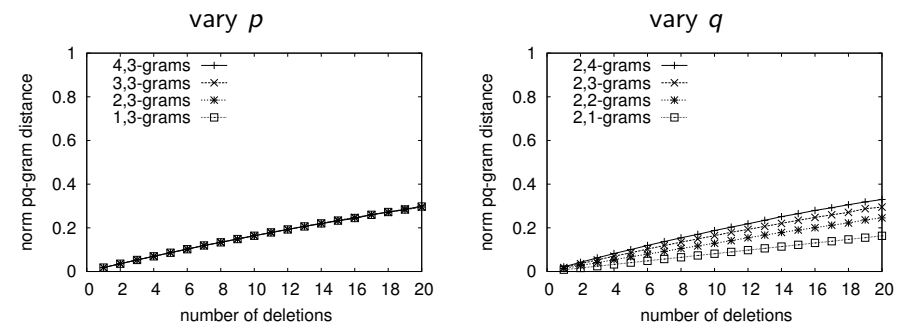 vary p
norm pq-gram distance
1
0.8
0.6
0.4
0.2
0
4,3-grams
3,3-grams
2,3-grams
1,3-grams
0 2 4 6 8 10 12 14 16 18 20
number of deletions
vary q
norm pq-gram distance
1
0.8
0.6
0.4
0.2
0
2,4-grams
2,3-grams
2,2-grams
2,1-grams
0 2 4 6 8 10 12 14 16 18 20
number of deletions